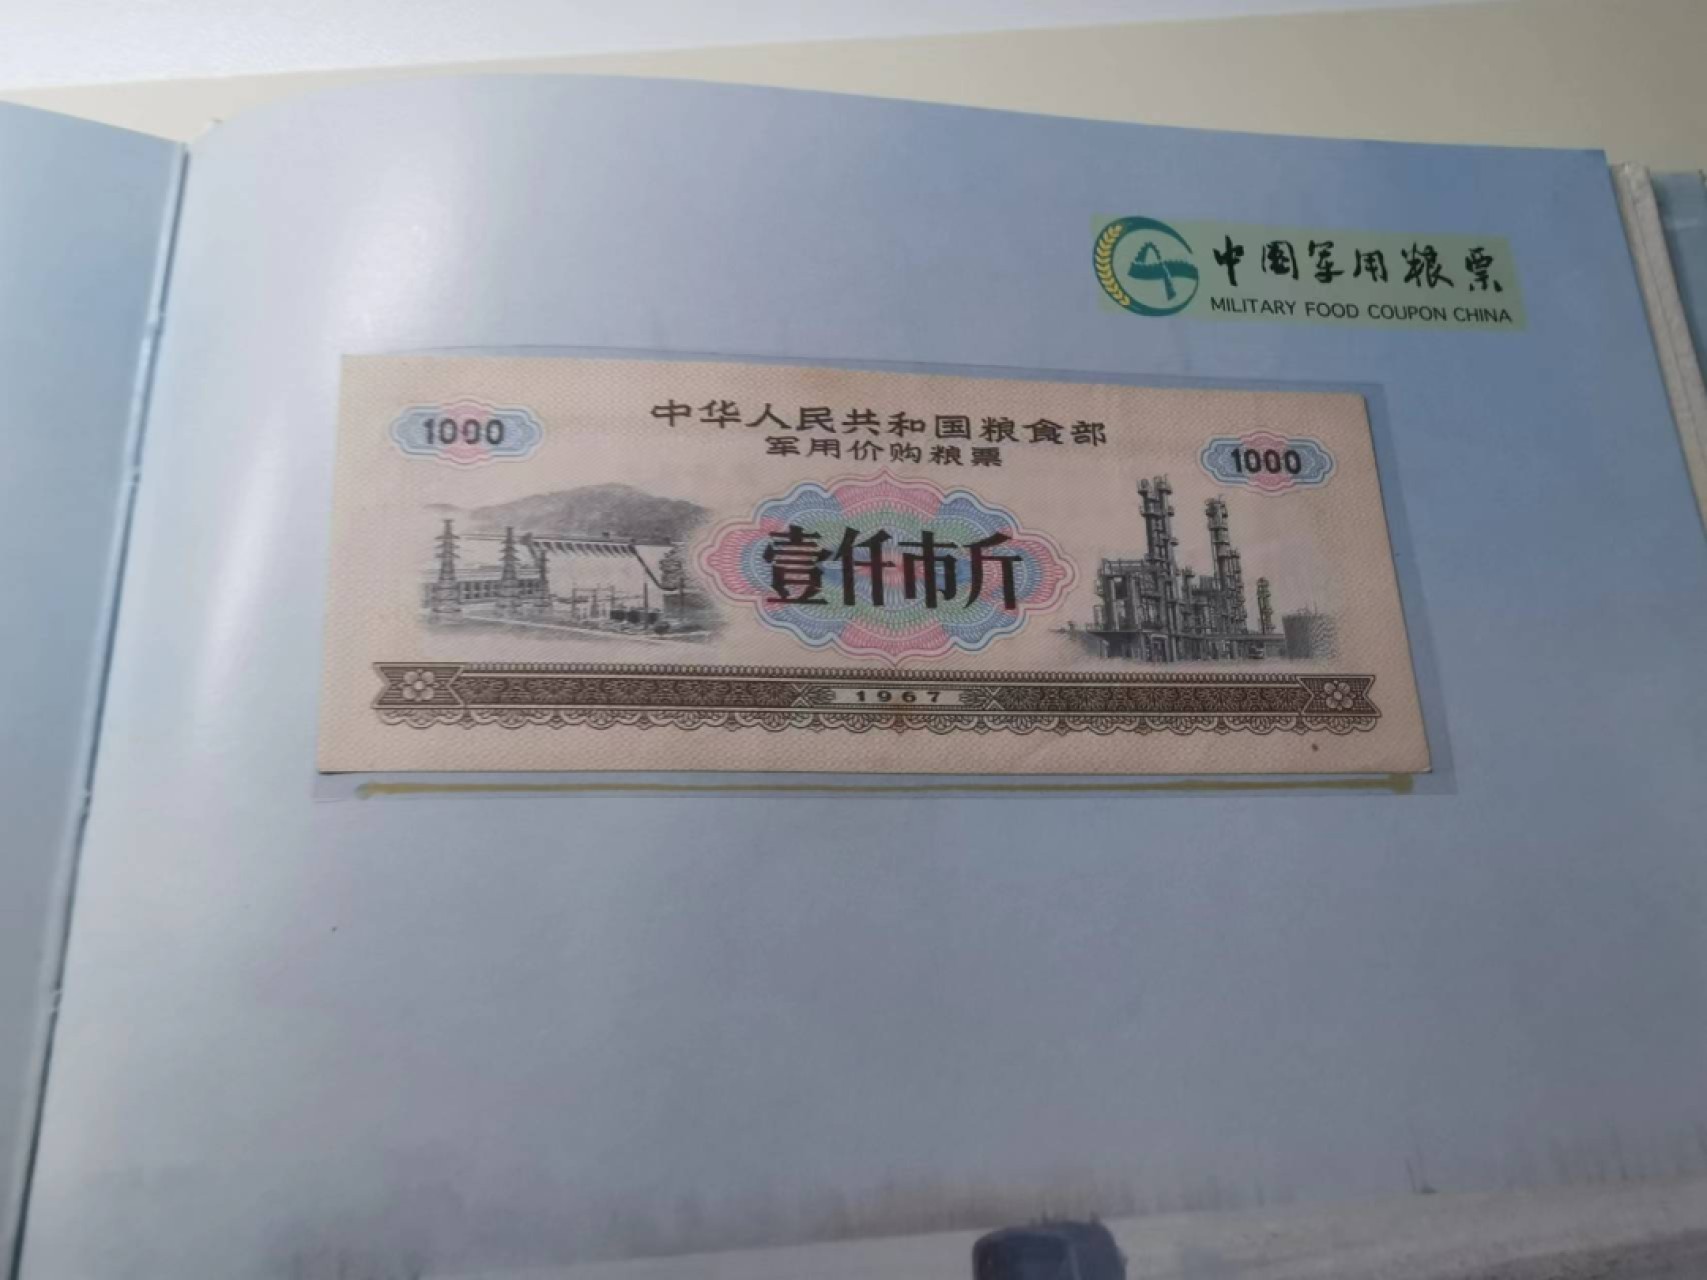 中国军用粮票
MILITARY FOOD COUPON CHINA
中华人民共和国粮食部
军用价购粮票
1000
1000
壹仟市斤
1967